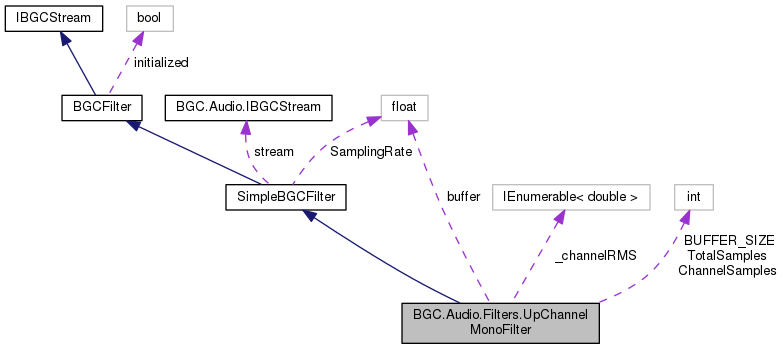 IBGCStream
bool
initialized
BGCFilter
BGC.Audio.IBGCStream
float
stream
SamplingRate
SimpleBGCFilter
buffer
IEnumerable< double >
int
_channelRMS
BUFFER_SIZE
TotalSamples
ChannelSamples
BGC.Audio.Filters.UpChannel
MonoFilter